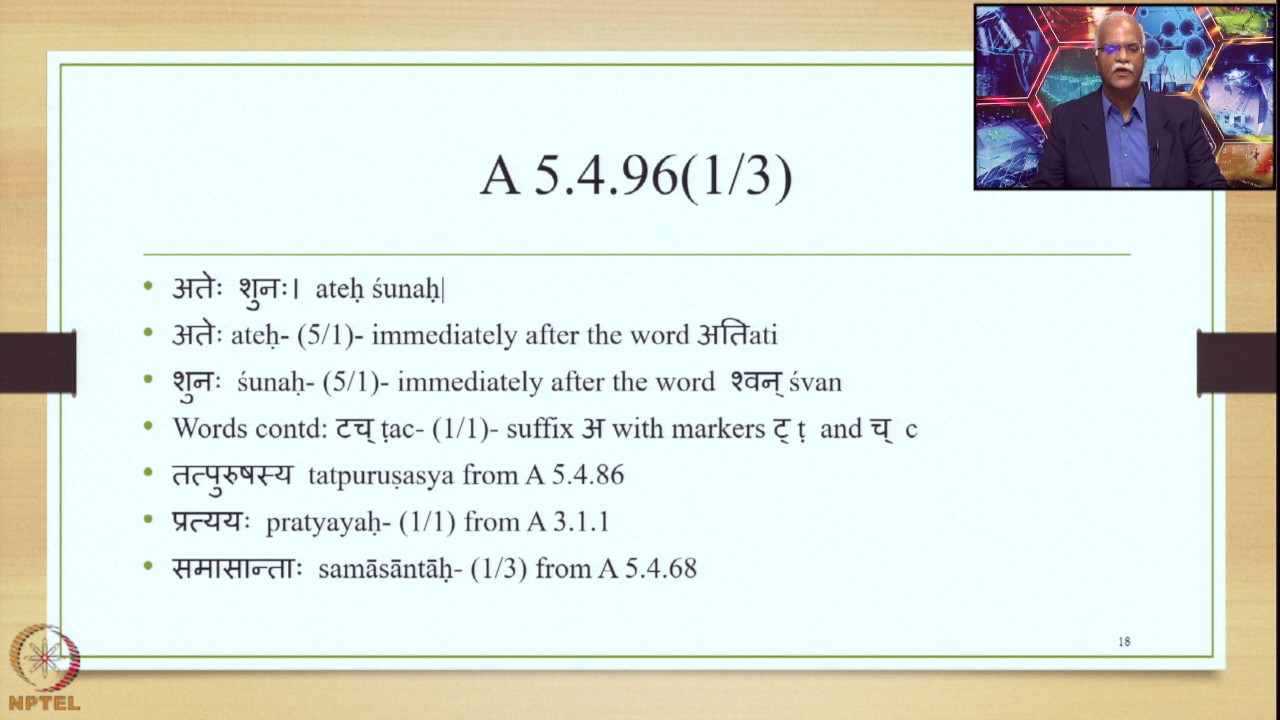 A 5.4.96(1/3)
• अतेः शुनः। ateḥ śunaḥ|
• अतेः ateḥ- (5/1)- immediately after the word अतिati
• शुनः śunaḥ- (5/1)- immediately after the word श्वन् śvan
• Words contd: टच् ṭac- (1/1)- suffix अ with markers ट् ṭ and च् c
• तत्पुरुषस्य tatpuruṣasya from A 5.4.86
• प्रत्ययः pratyayaḥ- (1/1) from A 3.1.1
• समासान्ताः samāsāntāḥ- (1/3) from A 5.4.68
18
NPTEL